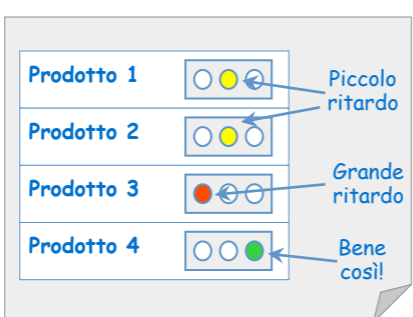 Prodotto 1
Piccolo
ritardo
Prodotto 2
Prodotto 3
Grande
ritardo
Prodotto 4
Bene
così!